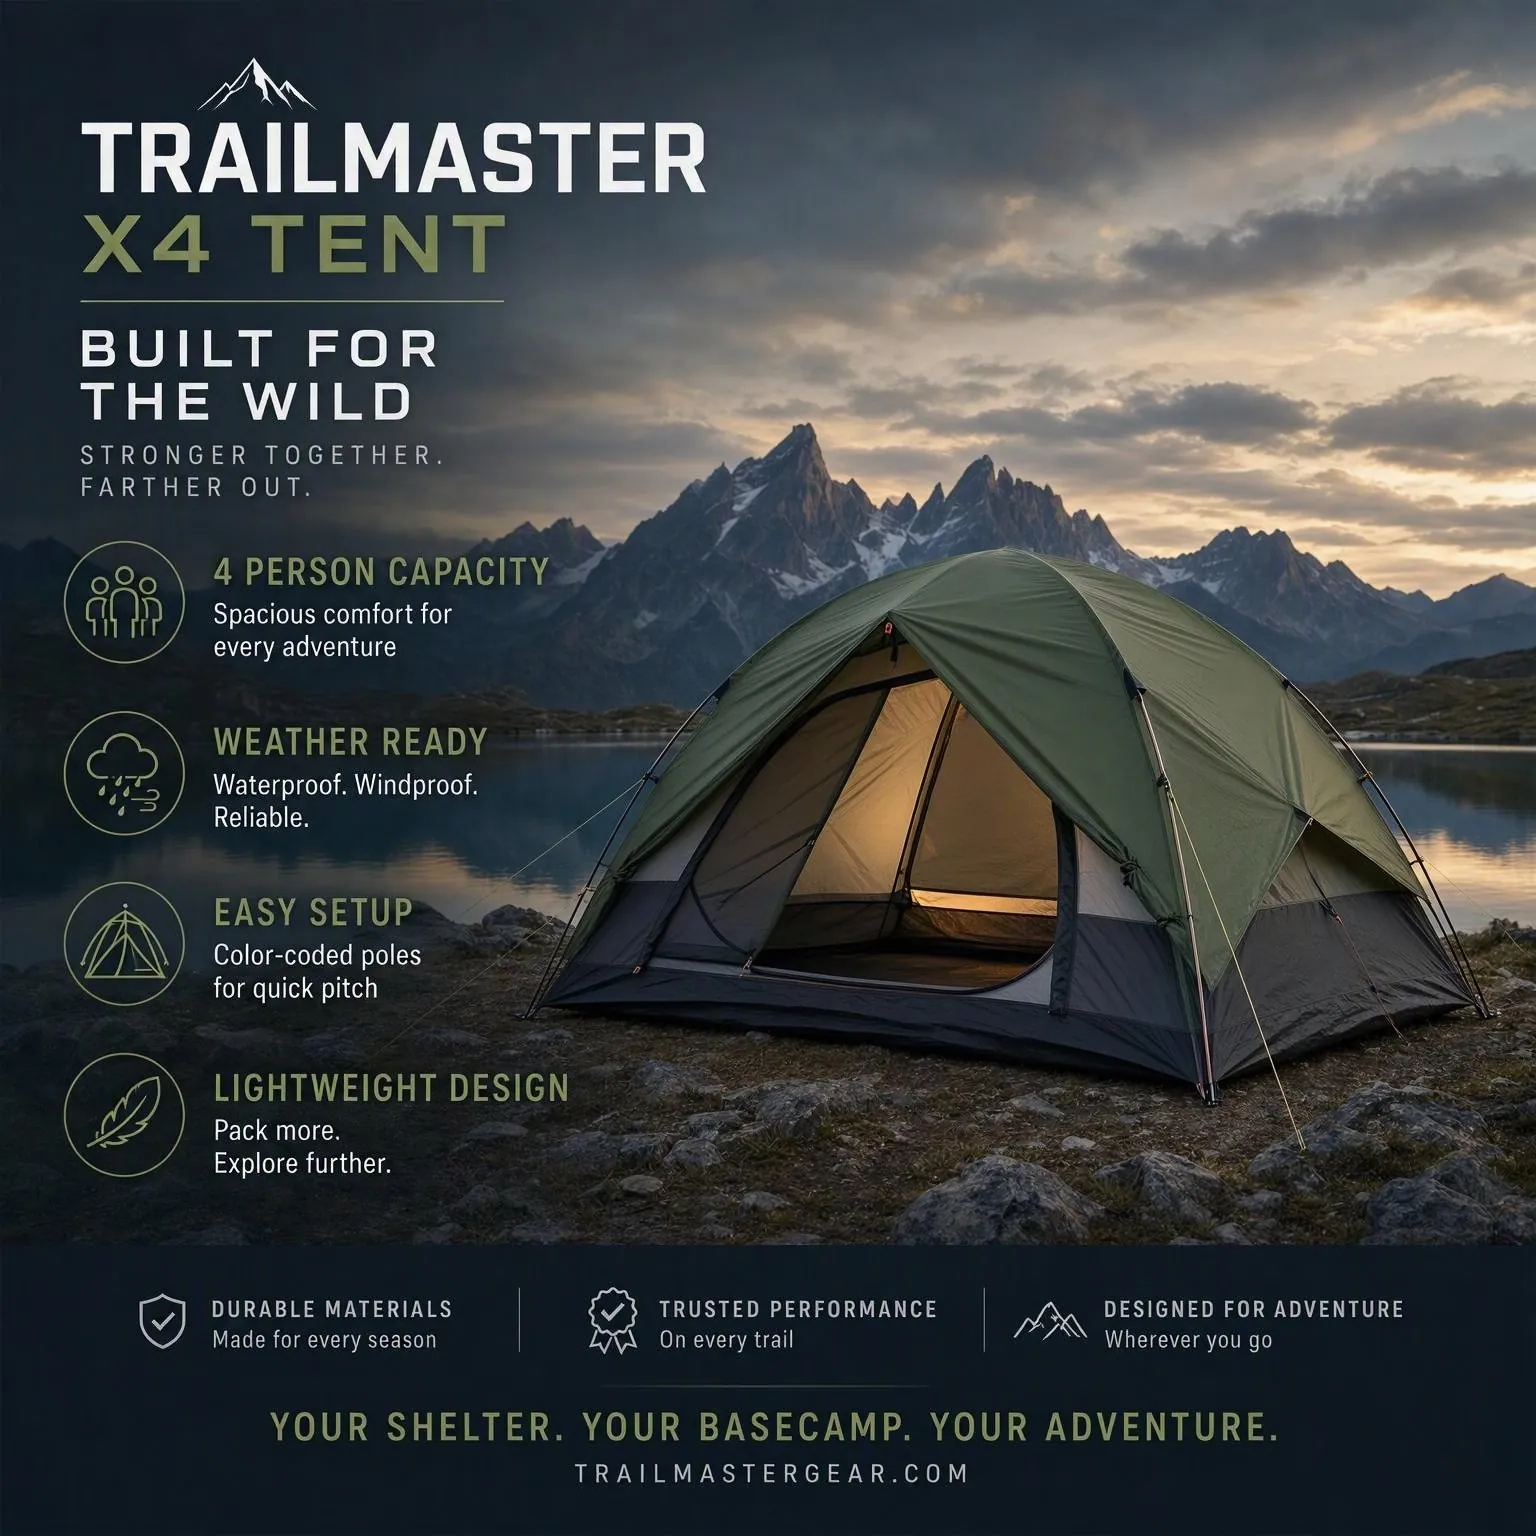 TRAILMASTER
X4 TENT
BUILT FOR
THE WILD
STRONGER TOGETHER.
FARTHER OUT.
4 PERSON CAPACITY
Spacious comfort for
every adventure
WEATHER READY
Waterproof. Windproof.
Reliable.
EASY SETUP
Color-coded poles
for quick pitch
LIGHTWEIGHT DESIGN
Pack more.
Explore further.
DURABLE MATERIALS
Made for every season
TRUSTED PERFORMANCE
On every trail
DESIGNED FOR ADVENTURE
Wherever you go
YOUR SHELTER. YOUR BASECAMP. YOUR ADVENTURE.
TRAILMASTERGEAR.COM